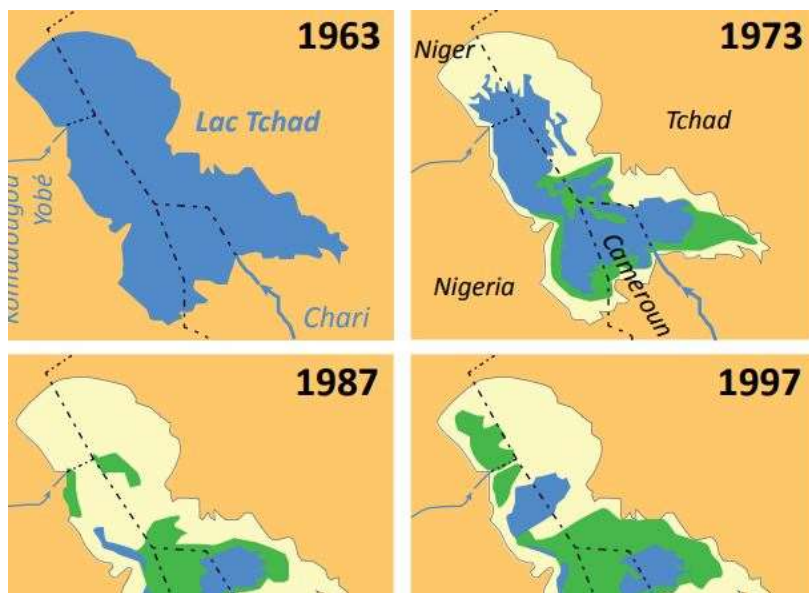 1963
Lac Tchad
Komadougou
Yobé
Chari
1973
Niger
Tchad
Nigeria
Cameroun
1987
1997